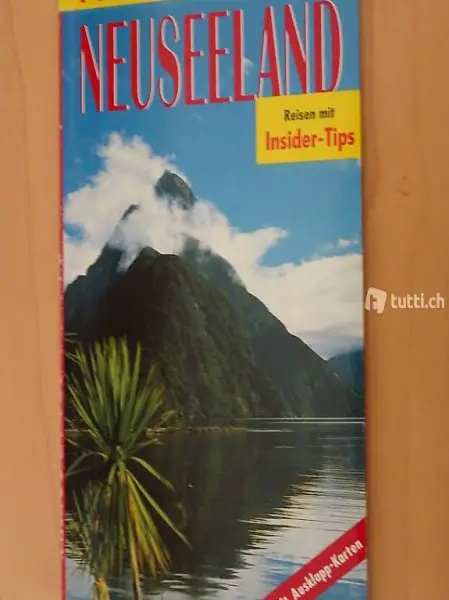 NEUSEELAND
Reisen mit
Insider-Tips
tutti.ch
Ausklapp-Karten